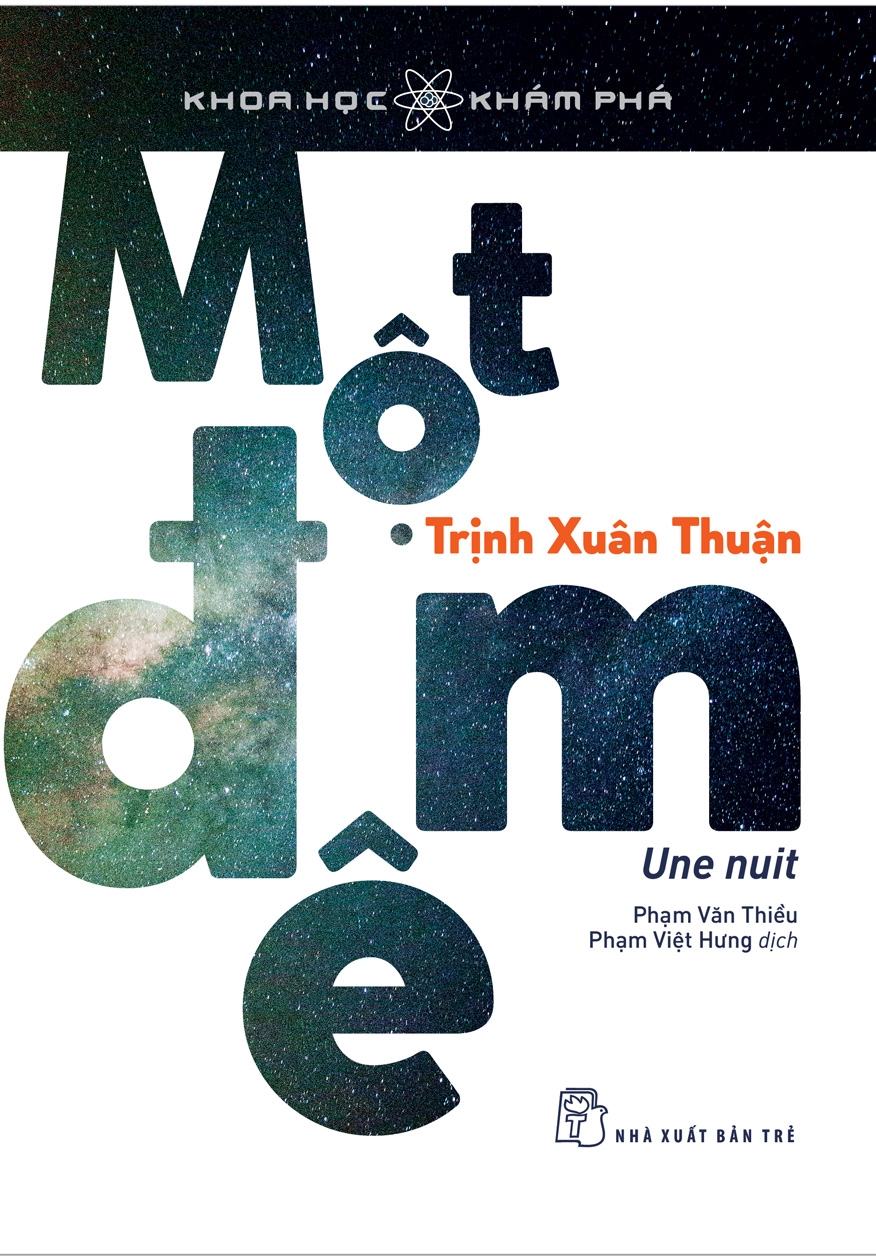 KHOA HỌC KHÁM PHÁ
Một
đêm
Trịnh Xuân Thuận
Une nuit
Phạm Văn Thiều
Phạm Việt Hưng dịch
T
NHÀ XUẤT BẢN TRẺ